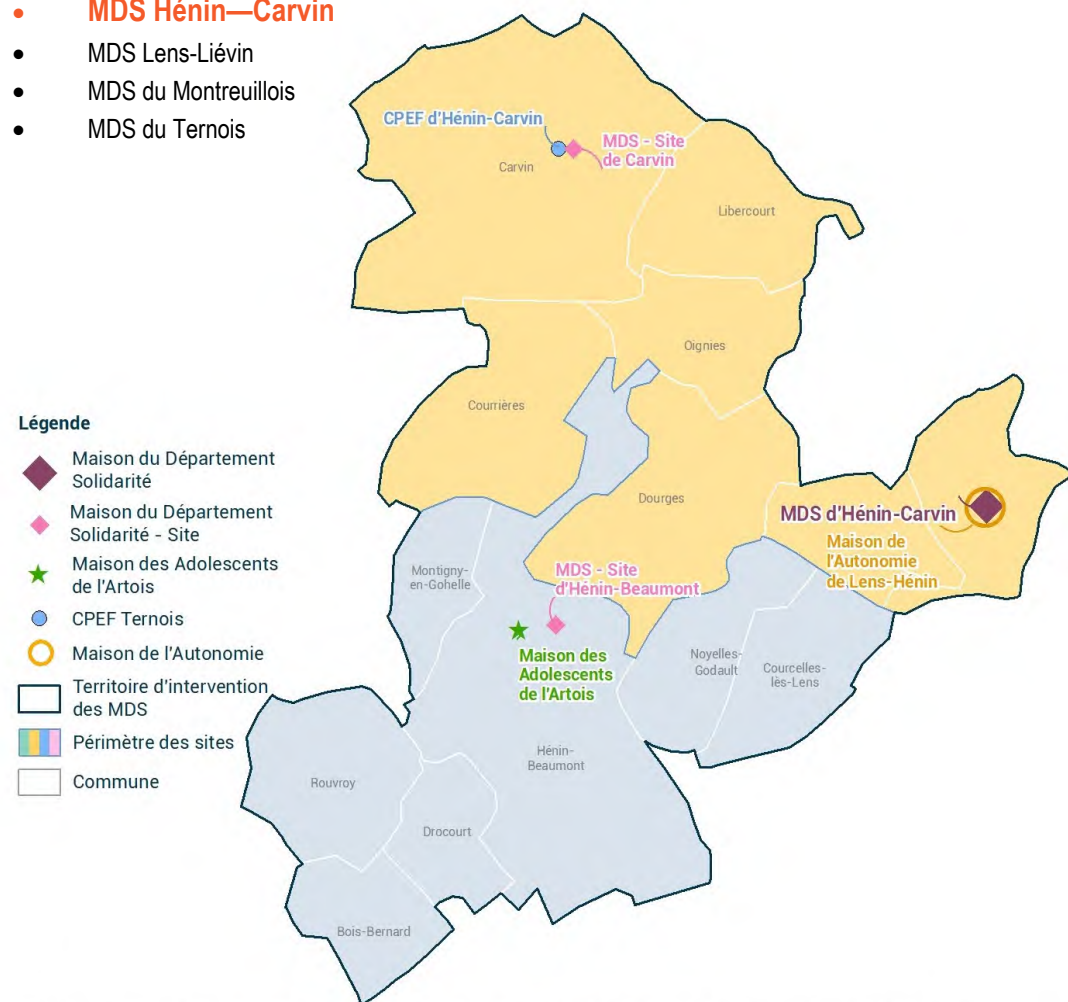 • MDS Hénin—Carvin
• MDS Lens-Liévin
• MDS du Montreuillois
• MDS du Ternois
CPEF d'Hénin-Carvin
MDS - Site
de Carvin
Carvin
Libercourt
Oignies
Courrières
Dourges
MDS d'Hénin-Carvin
Maison de
l'Autonomie
de Lens-Hénin
Montigny-
en-Gohelle
MDS - Site
d'Hénin-Beaumont
Maison des
Adolescents
de l'Artois
Noyelles-
Godault
Courcelles-
lès-Lens
Hénin-
Beaumont
Rouvroy
Drocourt
Bois-Bernard
Légende
Maison du Département
Solidarité
Maison du Département
Solidarité - Site
Maison des Adolescents
de l'Artois
CPEF Ternois
Maison de l'Autonomie
Territoire d'intervention
des MDS
Périmètre des sites
Commune